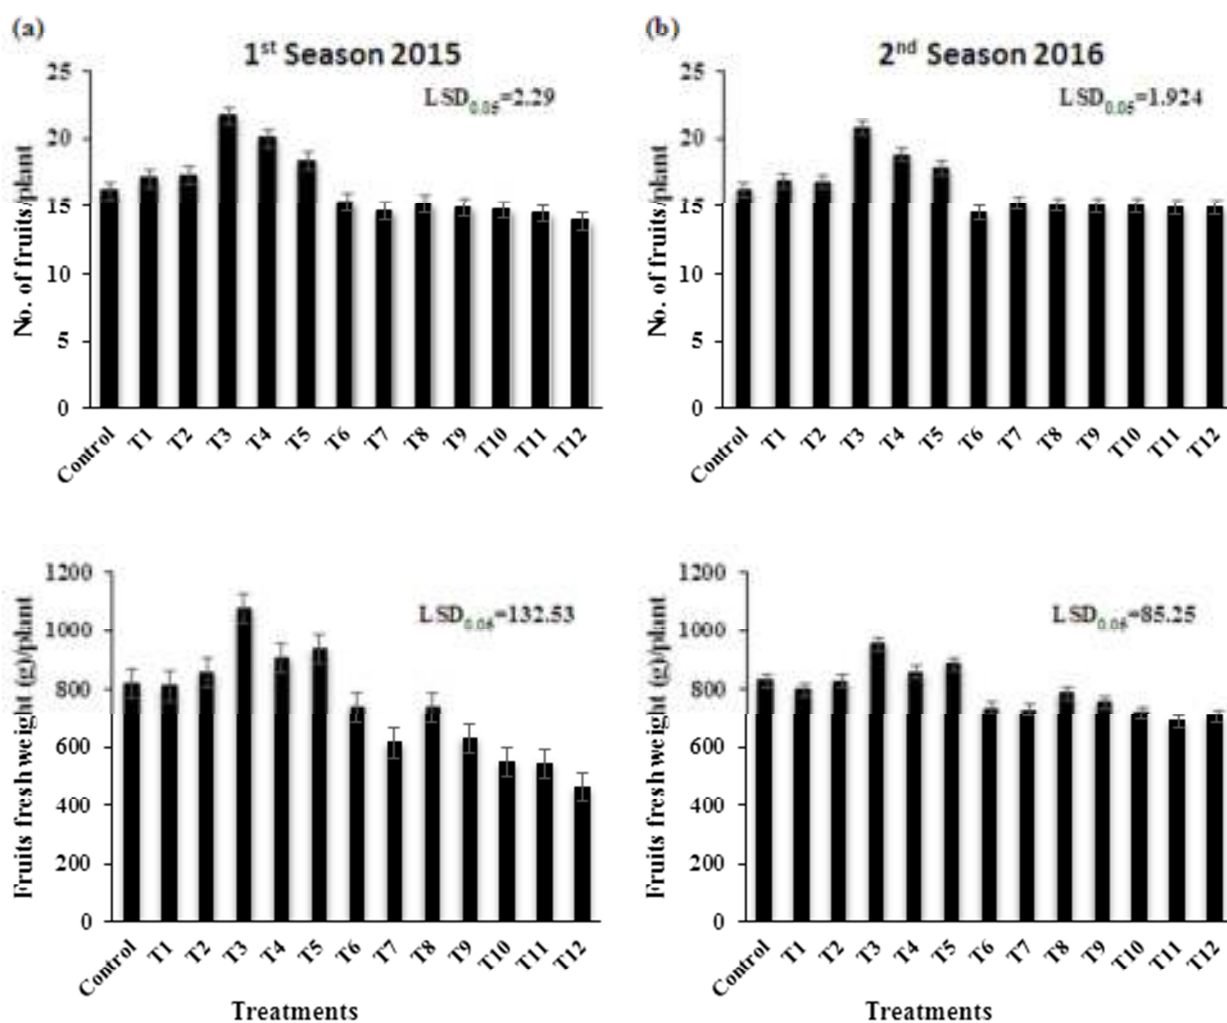 (a)
1st Season 2015
LSD0.05=2.29
No. of fruits/plant
25
20
15
10
5
0
Control T1 T2 T3 T4 T5 T6 T7 T8 T9 T10 T11 T12
(b)
2nd Season 2016
LSD0.05=1.924
No. of fruits/plant
25
20
15
10
5
0
Control T1 T2 T3 T4 T5 T6 T7 T8 T9 T10 T11 T12
LSD0.05=132.53
Fruits fresh weight (g)/plant
1200
1000
800
600
400
200
0
Control T1 T2 T3 T4 T5 T6 T7 T8 T9 T10 T11 T12
Treatments
LSD0.05=85.25
Fruits fresh weight (g)/plant
1200
1000
800
600
400
200
0
Control T1 T2 T3 T4 T5 T6 T7 T8 T9 T10 T11 T12
Treatments